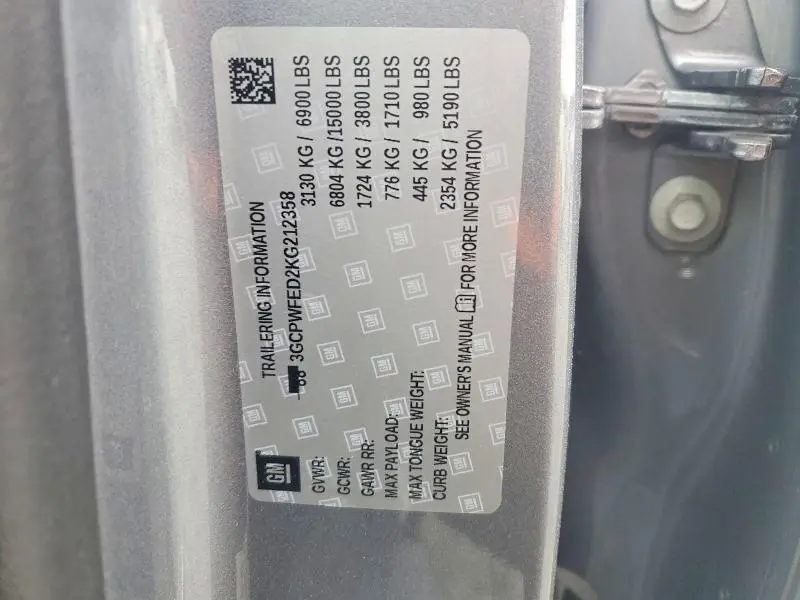 TRAILERING INFORMATION
3GCPWFED2KG212358
GVWR: 3130 KG / 6900 LBS
GCWR: 6804 KG /15000 LBS
GAWR RR: 1724 KG / 3800 LBS
MAX PAYLOAD: 776 KG / 1710 LBS
MAX TONGUE WEIGHT: 445 KG / 980 LBS
CURB WEIGHT: 2354 KG / 5190 LBS
SEE OWNER'S MANUAL FOR MORE INFORMATION
GM